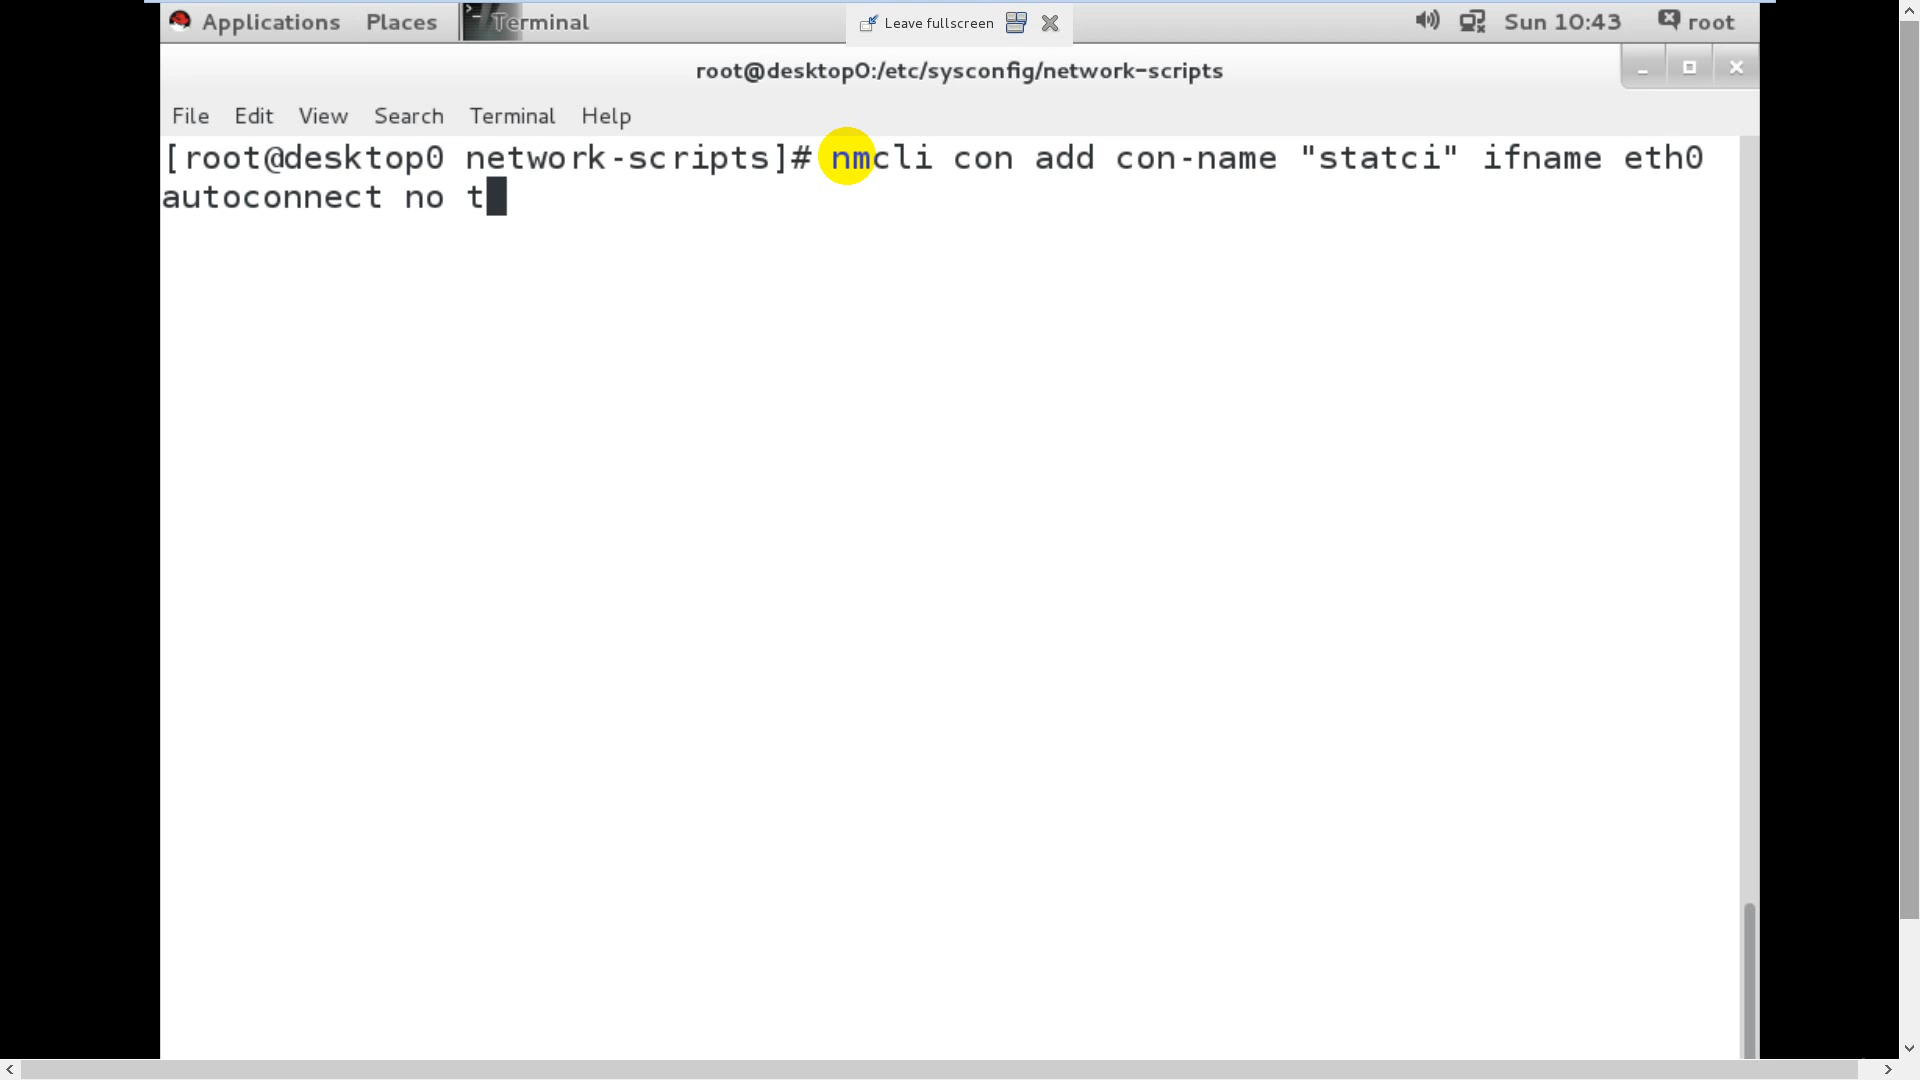 Applications Places Terminal Leave fullscreen Sun 10:43 root
root@desktop0:/etc/sysconfig/network-scripts
File Edit View Search Terminal Help
[root@desktop0 network-scripts]# nmcli con add con-name "statci" ifname eth0
autoconnect no t